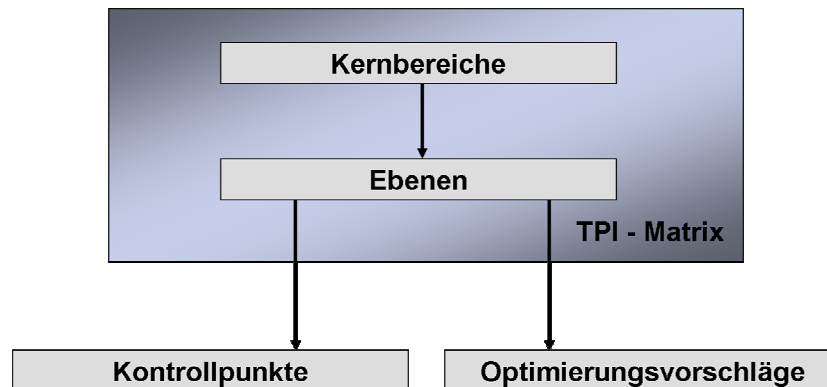 Kernbereiche
Ebenen
TPI - Matrix
Kontrollpunkte
Optimierungsvorschläge